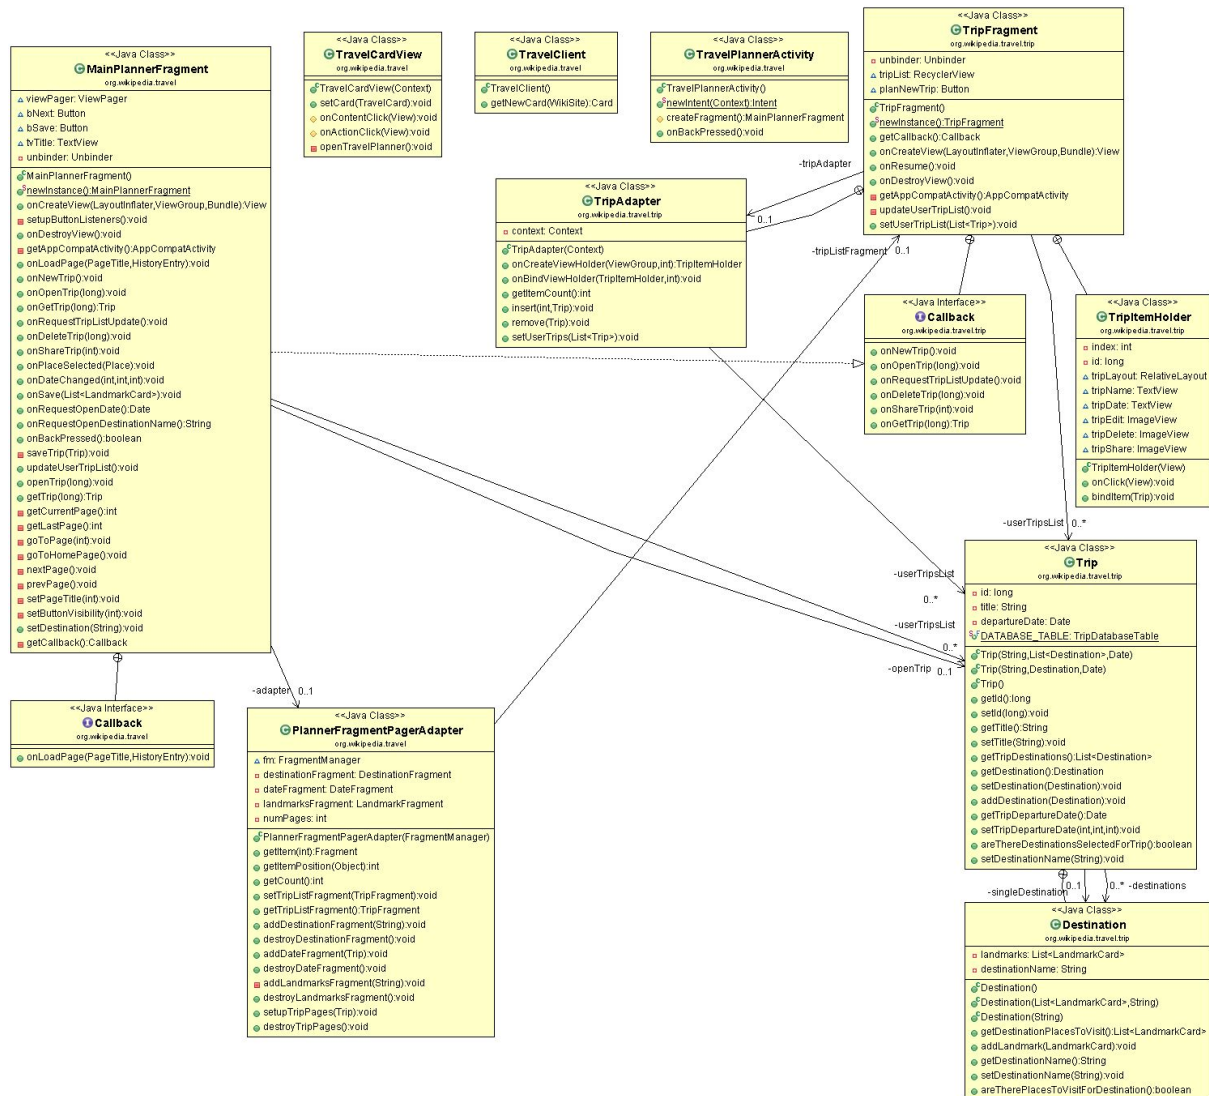 <<Java Class>>
MainPlannerFragment
org.wikipedia.travel
viewPager: ViewPager
bNext: Button
bSave: Button
tvTitle: TextView
unbinder: Unbinder
MainPlannerFragment()
newInstance():MainPlannerFragment
onCreateView(LayoutInflater,ViewGroup,Bundle):View
setupButtonListeners():void
onDestroyView():void
getAppCompatActivity():AppCompatActivity
onLoadPage(PageTitle,HistoryEntry):void
onNewTrip():void
onOpenTrip(long):void
onGetTrip(long):Trip
onRequestTripListUpdate():void
onDeleteTrip(long):void
onShareTrip(int):void
onPlaceSelected(Place):void
onDateChanged(int,int,int):void
onSave(List<LandmarkCard>):void
onRequestOpenDate():Date
onRequestOpenDestinationName():String
onBackPressed():boolean
saveTrip(Trip):void
updateUserTripList():void
openTrip(long):void
getTrip(long):Trip
getCurrentPage():int
getLastPage():int
goToPage(int):void
goToHomePage():void
nextPage():void
prevPage():void
setPageTitle(int):void
setButtonVisibility(int):void
setDestination(String):void
getCallback():Callback
<<Java Class>>
TravelCardView
org.wikipedia.travel
TravelCardView(Context)
setCard(TravelCard):void
onContentClick(View):void
onActionClick(View):void
openTravelPlanner():void
<<Java Class>>
TravelClient
org.wikipedia.travel
TravelClient()
getNewCard(WikiSite):Card
<<Java Class>>
TravelPlannerActivity
org.wikipedia.travel
TravelPlannerActivity()
newIntent(Context):Intent
createFragment():MainPlannerFragment
onBackPressed():void
<<Java Class>>
TripFragment
org.wikipedia.travel.trip
unbinder: Unbinder
tripList: RecyclerView
planNewTrip: Button
TripFragment()
newInstance():TripFragment
getCallback():Callback
onCreateView(LayoutInflater,ViewGroup,Bundle):View
onResume():void
onDestroyView():void
getAppCompatActivity():AppCompatActivity
updateUserTripList():void
setUserTripList(List<Trip>):void
-tripAdapter
0..1
<<Java Class>>
TripAdapter
org.wikipedia.travel.trip
context: Context
TripAdapter(Context)
onCreateViewHolder(ViewGroup,int):TripItemHolder
onBindViewHolder(TripItemHolder,int):void
getItemCount():int
insert(int,Trip):void
remove(Trip):void
setUserTrips(List<Trip>):void
-tripListFragment
0..1
<<Java Interface>>
Callback
org.wikipedia.travel.trip
onNewTrip():void
onOpenTrip(long):void
onRequestTripListUpdate():void
onDeleteTrip(long):void
onShareTrip(int):void
onGetTrip(long):Trip
<<Java Class>>
TripItemHolder
org.wikipedia.travel.trip
index: int
id: long
tripLayout: RelativeLayout
tripName: TextView
tripDate: TextView
tripEdit: ImageView
tripDelete: ImageView
tripShare: ImageView
TripItemHolder(View)
onClick(View):void
bindItem(Trip):void
-userTripsList
0..*
-userTripsList
0..*
-userTripsList
0..*
-openTrip
0..1
<<Java Class>>
Trip
org.wikipedia.travel.trip
id: long
title: String
departureDate: Date
DATABASE_TABLE: TripDatabaseTable
Trip(String,List<Destination>,Date)
Trip(String,Destination,Date)
Trip()
getId():long
setId(long):void
getTitle():String
setTitle(String):void
getTripDestinations():List<Destination>
getDestination():Destination
setDestination(Destination):void
addDestination(Destination):void
getTripDepartureDate():Date
setTripDepartureDate(int,int,int):void
areThereDestinationsSelectedForTrip():boolean
setDestinationName(String):void
-singleDestination
0..1
0..*
-destinations
<<Java Class>>
Destination
org.wikipedia.travel.trip
landmarks: List<LandmarkCard>
destinationName: String
Destination()
Destination(List<LandmarkCard>,String)
Destination(String)
getDestinationPlacesToVisit():List<LandmarkCard>
addLandmark(LandmarkCard):void
getDestinationName():String
setDestinationName(String):void
areTherePlacesToVisitForDestination():boolean
<<Java Interface>>
Callback
org.wikipedia.travel
onLoadPage(PageTitle,HistoryEntry):void
-adapter
0..1
<<Java Class>>
PlannerFragmentPagerAdapter
org.wikipedia.travel
fm: FragmentManager
destinationFragment: DestinationFragment
dateFragment: DateFragment
landmarksFragment: LandmarkFragment
numPages: int
PlannerFragmentPagerAdapter(FragmentManager)
getItem(int):Fragment
getItemPosition(Object):int
getCount():int
setTripListFragment(TripFragment):void
getTripListFragment():TripFragment
addDestinationFragment(String):void
destroyDestinationFragment():void
addDateFragment(Trip):void
destroyDateFragment():void
addLandmarksFragment(String):void
destroyLandmarksFragment():void
setupTripPages(Trip):void
destroyTripPages():void